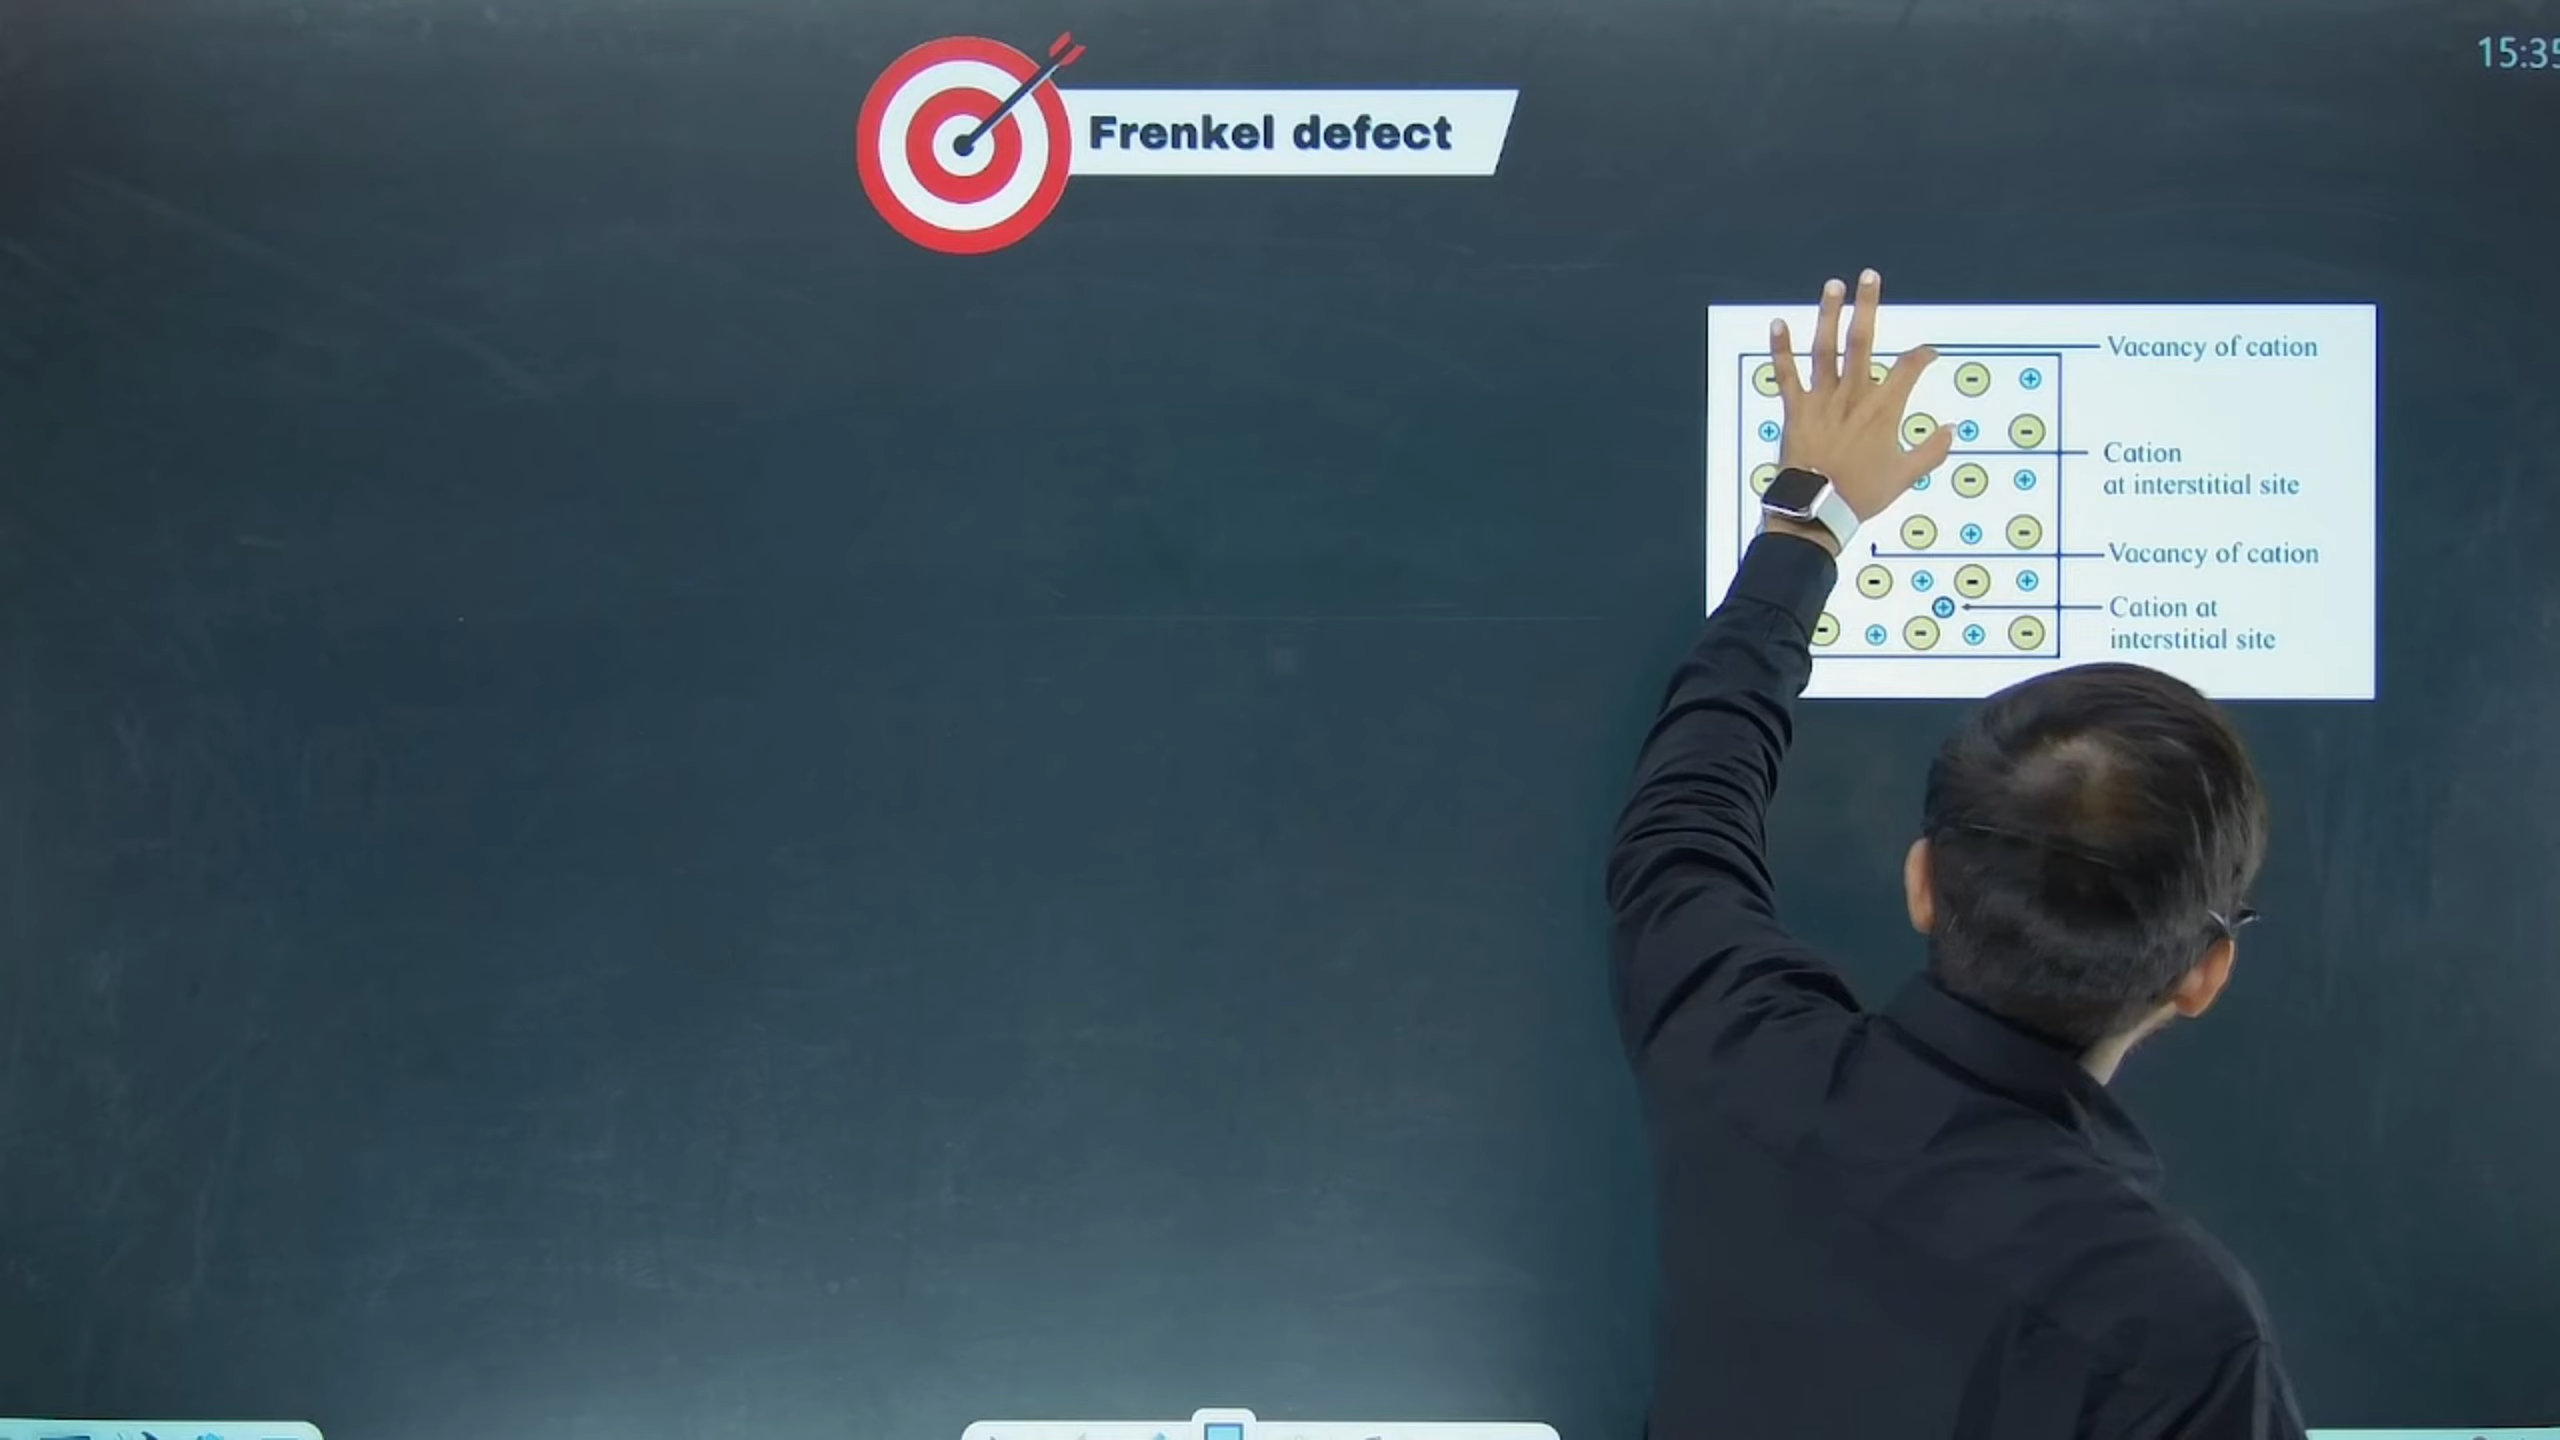 15:35
Frenkel defect
Vacancy of cation
Cation
at interstitial site
Vacancy of cation
Cation at
interstitial site